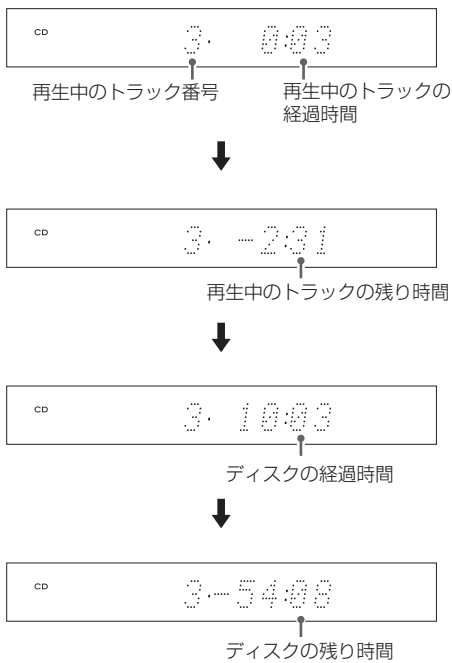 CD 3. 0:03
再生中のトラック番号 再生中のトラックの
経過時間
CD 3. -2:31
再生中のトラックの残り時間
CD 3. 10:03
ディスクの経過時間
CD 3.-54:08
ディスクの残り時間